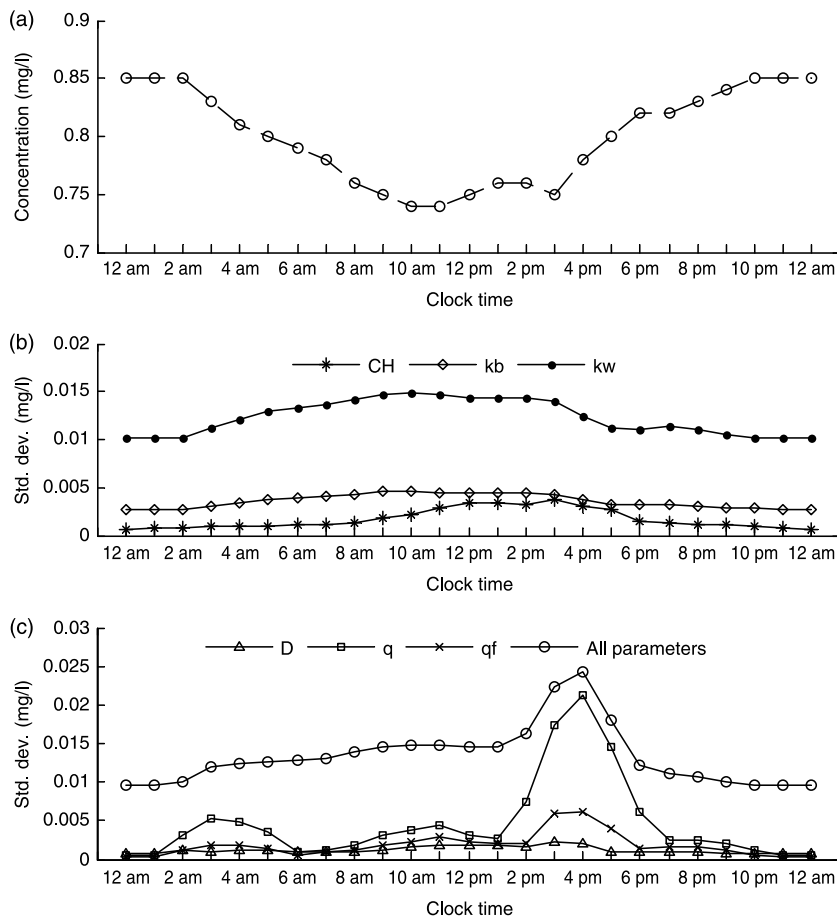 (a)
0.9
0.85
0.8
0.75
0.7
Concentration (mg/l)
12 am 2 am 4 am 6 am 8 am 10 am 12 pm 2 pm 4 pm 6 pm 8 pm 10 pm 12 am
Clock time
(b)
0.02
0.015
0.01
0.005
0
Std. dev. (mg/l)
CH kb kw
12 am 2 am 4 am 6 am 8 am 10 am 12 pm 2 pm 4 pm 6 pm 8 pm 10 pm 12 am
Clock time
(c)
0.03
0.025
0.02
0.015
0.01
0.005
0
Std. dev. (mg/l)
D q qf All parameters
12 am 2 am 4 am 6 am 8 am 10 am 12 pm 2 pm 4 pm 6 pm 8 pm 10 pm 12 am
Clock time